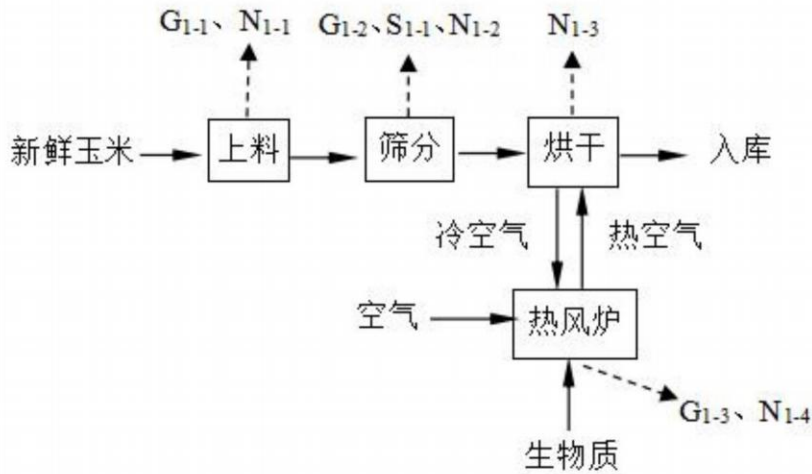 G₁₋₁、N₁₋₁
G₁₋₂、S₁₋₁、N₁₋₂
N₁₋₃
新鲜玉米
上料
筛分
烘干
入库
冷空气
热空气
空气
热风炉
G₁₋₃、N₁₋₄
生物质